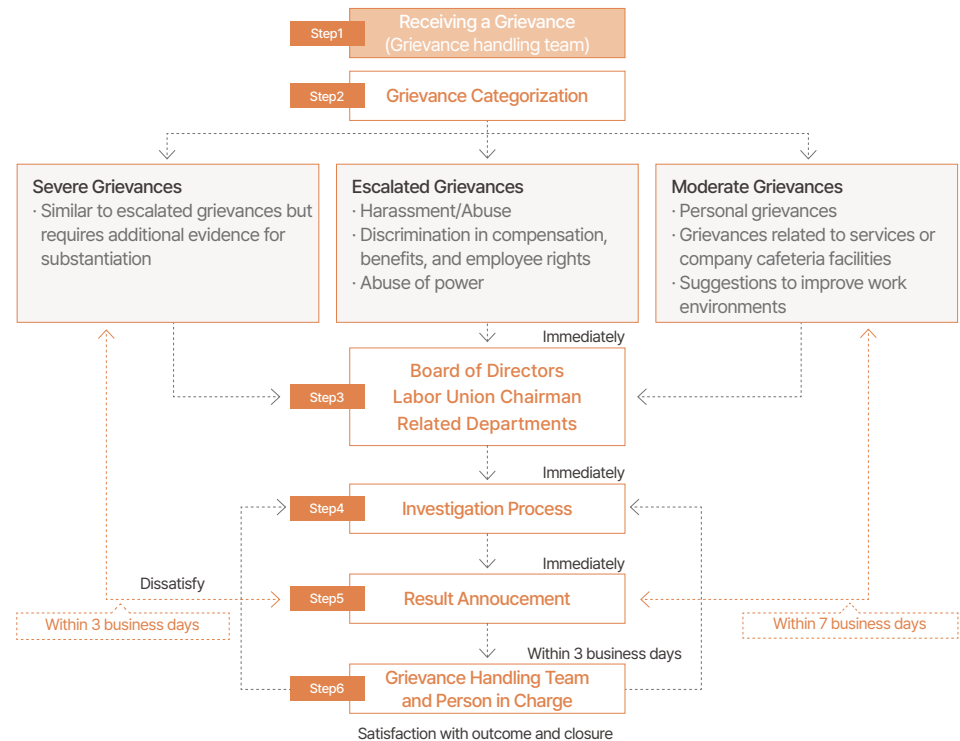 Step1
Receiving a Grievance
(Grievance handling team)
Step2
Grievance Categorization
Severe Grievances
· Similar to escalated grievances but
requires additional evidence for
substantiation
Escalated Grievances
· Harassment/Abuse
· Discrimination in compensation,
benefits, and employee rights
· Abuse of power
Moderate Grievances
· Personal grievances
· Grievances related to services or
company cafeteria facilities
· Suggestions to improve work
environments
Immediately
Step3
Board of Directors
Labor Union Chairman
Related Departments
Immediately
Step4
Investigation Process
Immediately
Dissatisfy
Step5
Result Annoucement
Within 3 business days
Within 7 business days
Within 3 business days
Step6
Grievance Handling Team
and Person in Charge
Satisfaction with outcome and closure